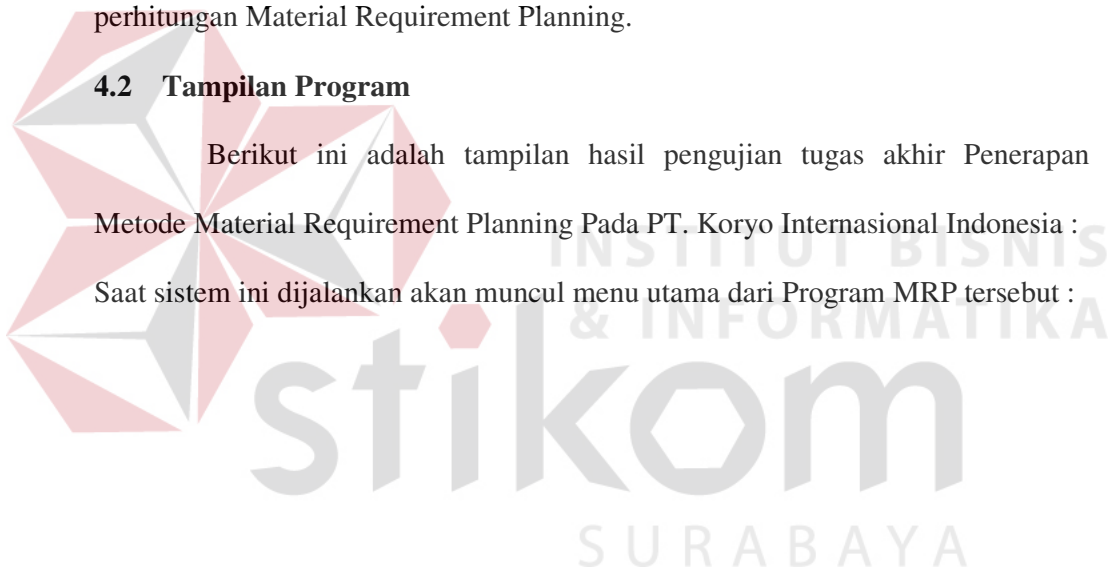 perhitungan Material Requirement Planning.
4.2 Tampilan Program
Berikut ini adalah tampilan hasil pengujian tugas akhir Penerapan
Metode Material Requirement Planning Pada PT. Koryo Internasional Indonesia :
Saat sistem ini dijalankan akan muncul menu utama dari Program MRP tersebut :
INSTITUT BISNIS
& INFORMATIKA
stikom
SURABAYA